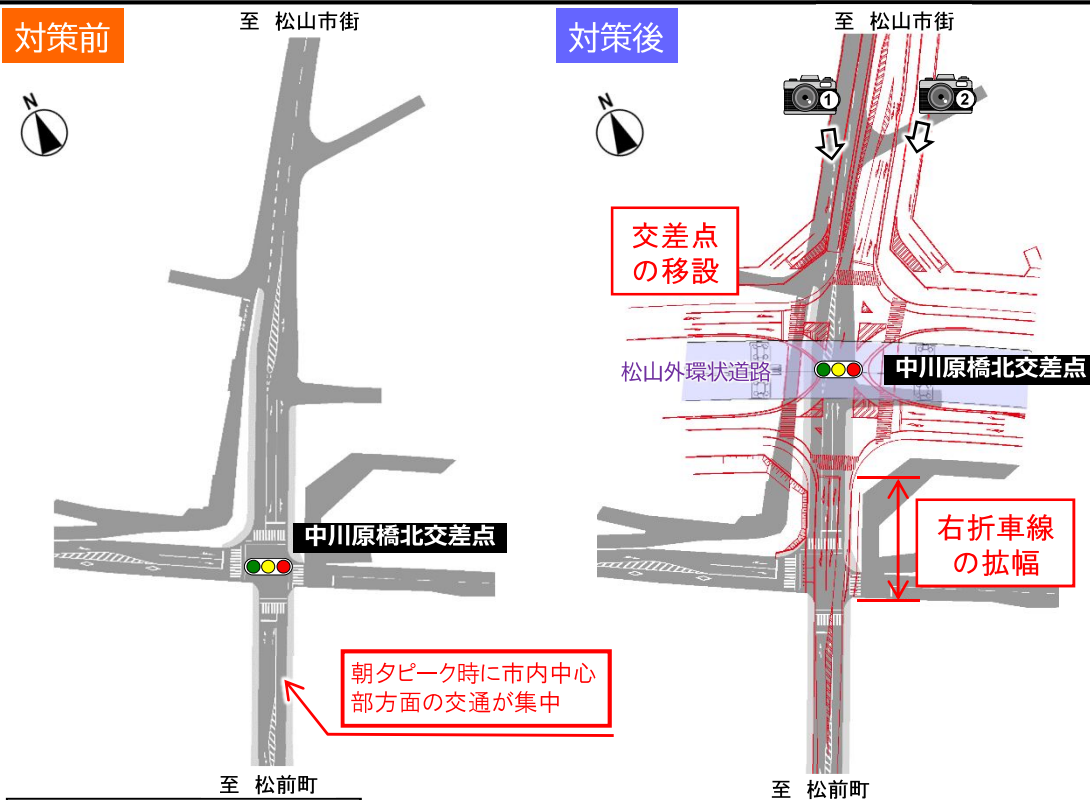 対策前
至 松山市街
N
中川原橋北交差点
朝夕ピーク時に市内中心
部方面の交通が集中
至 松前町
対策後
至 松山市街
N
1
2
交差点
の移設
松山外環状道路
中川原橋北交差点
右折車線
の拡幅
至 松前町